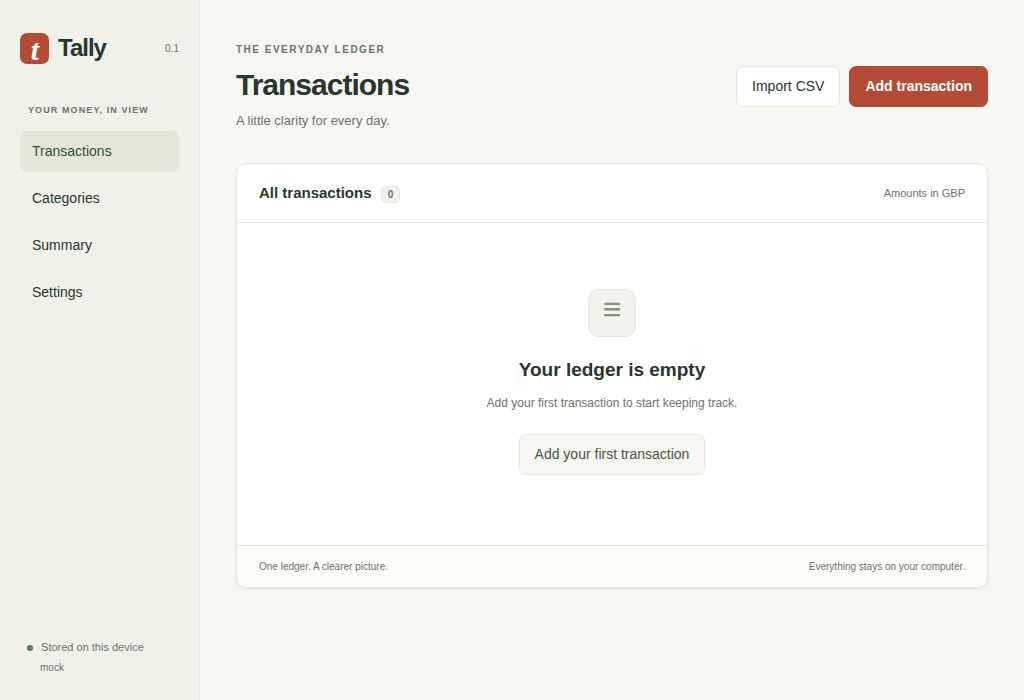 t Tally 0.1
YOUR MONEY, IN VIEW
Transactions
Categories
Summary
Settings
Stored on this device
mock
THE EVERYDAY LEDGER
Transactions
A little clarity for every day.
Import CSV
Add transaction
All transactions 0
Amounts in GBP
Your ledger is empty
Add your first transaction to start keeping track.
Add your first transaction
One ledger. A clearer picture.
Everything stays on your computer.